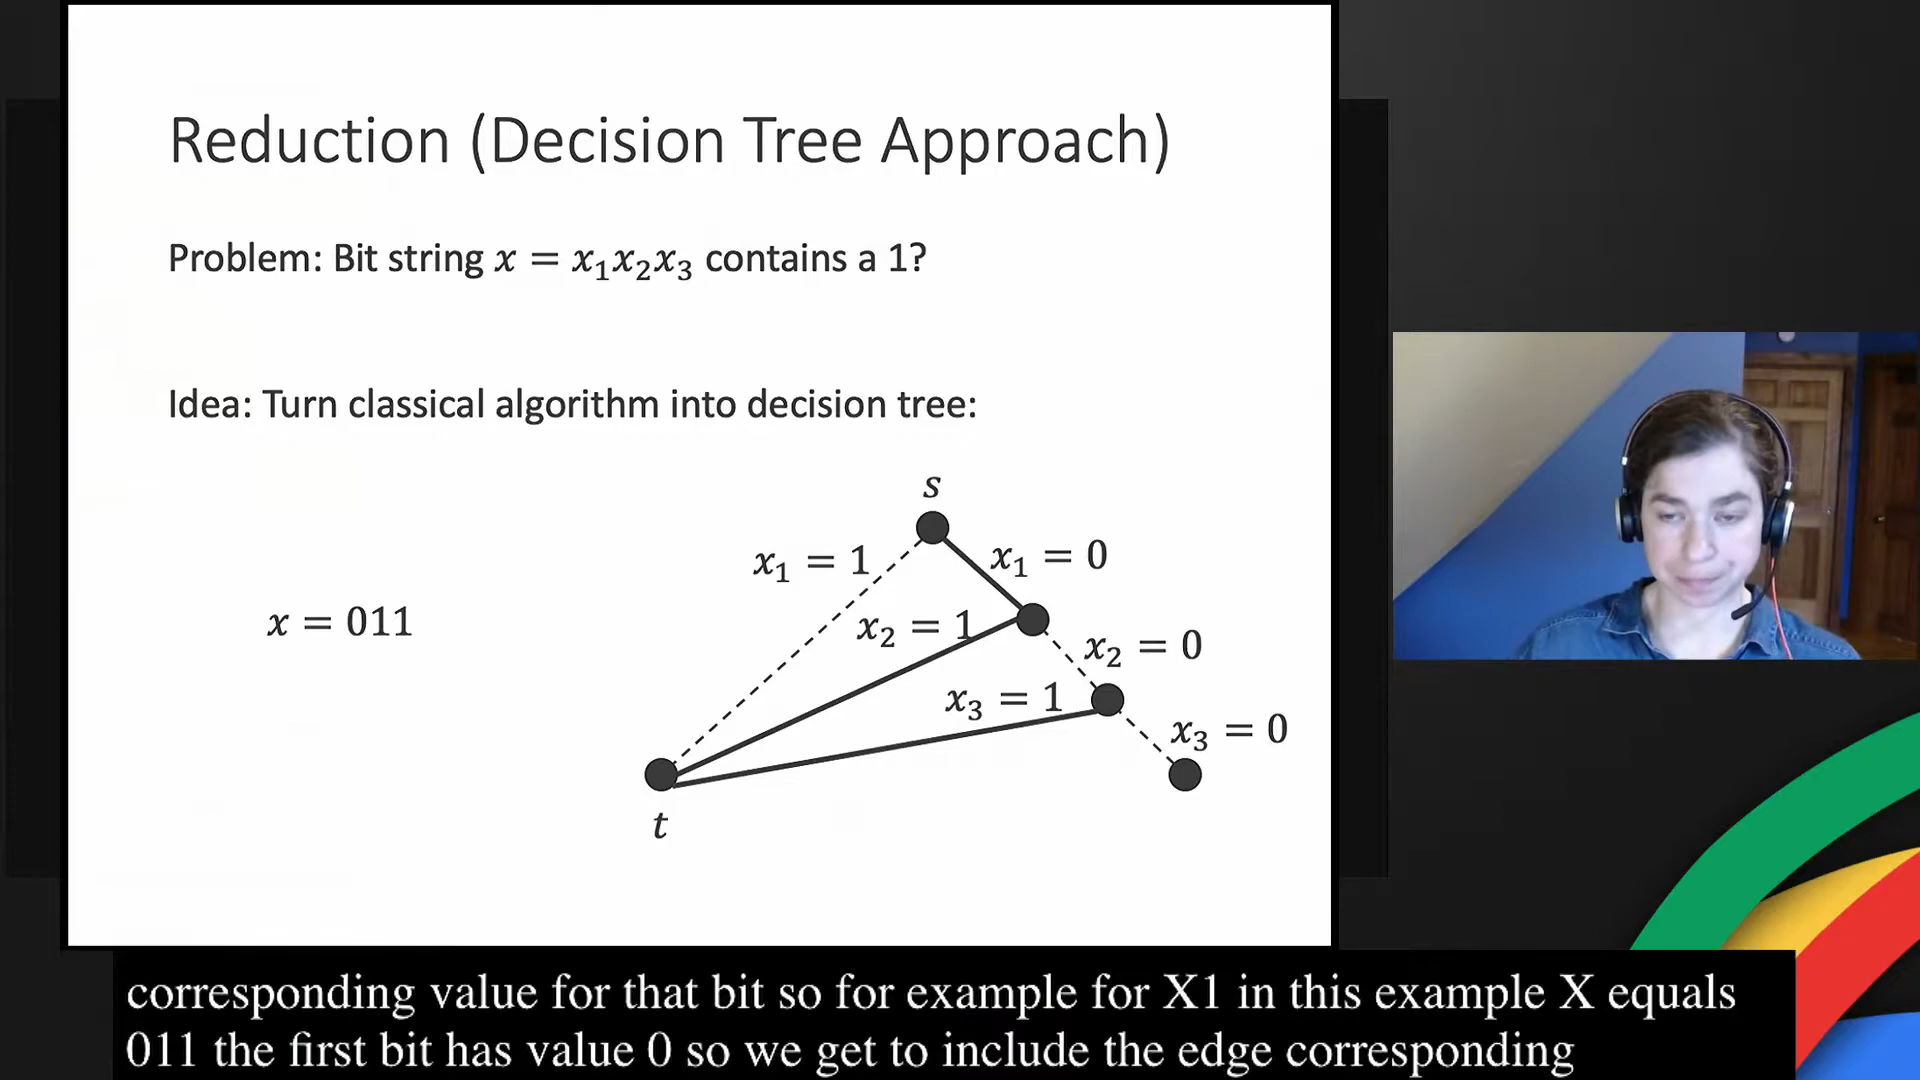 Reduction (Decision Tree Approach)
Problem: Bit string x = x₁x₂x₃ contains a 1?
Idea: Turn classical algorithm into decision tree:
s
x₁ = 1
x₁ = 0
x = 011
x₂ = 1
x₂ = 0
x₃ = 1
x₃ = 0
t
corresponding value for that bit so for example for X1 in this example X equals
011 the first bit has value 0 so we get to include the edge corresponding